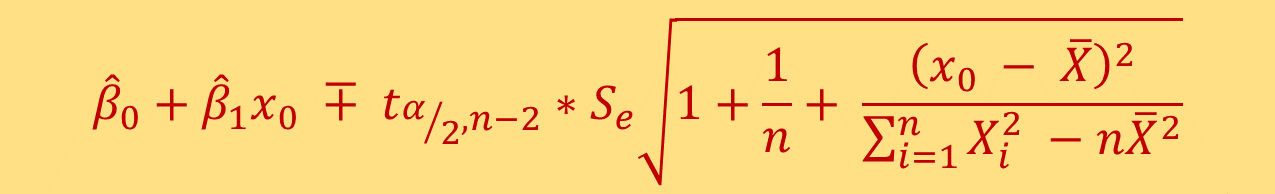 β̂₀ + β̂₁x₀ ∓ t_{α/2, n−2} * Sₑ √(1 + 1/n + (x₀ − X̄)² / (∑ᵢ₌₁ⁿ Xᵢ² − nX̄²))